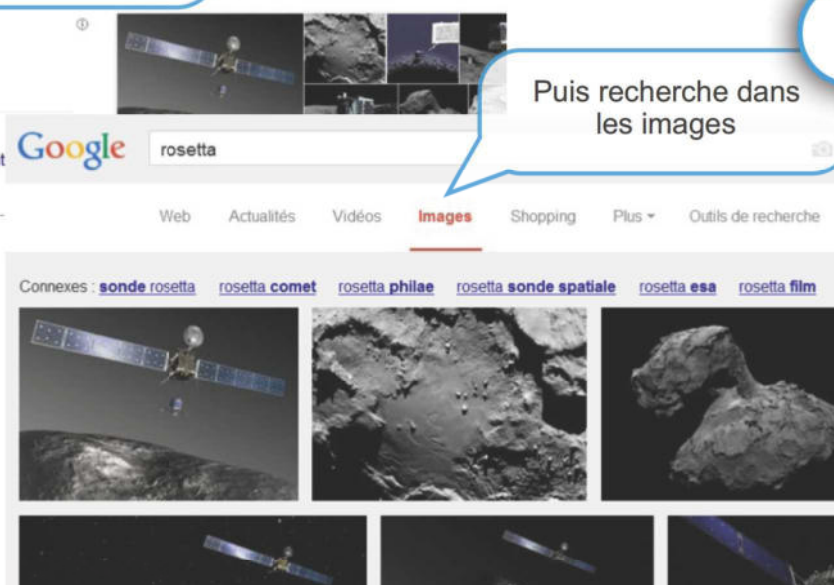 Puis recherche dans
les images
Google rosetta
Web Actualités Vidéos Images Shopping Plus Outils de recherche
Connexes : sonde rosetta rosetta comet rosetta philae rosetta sonde spatiale rosetta esa rosetta film